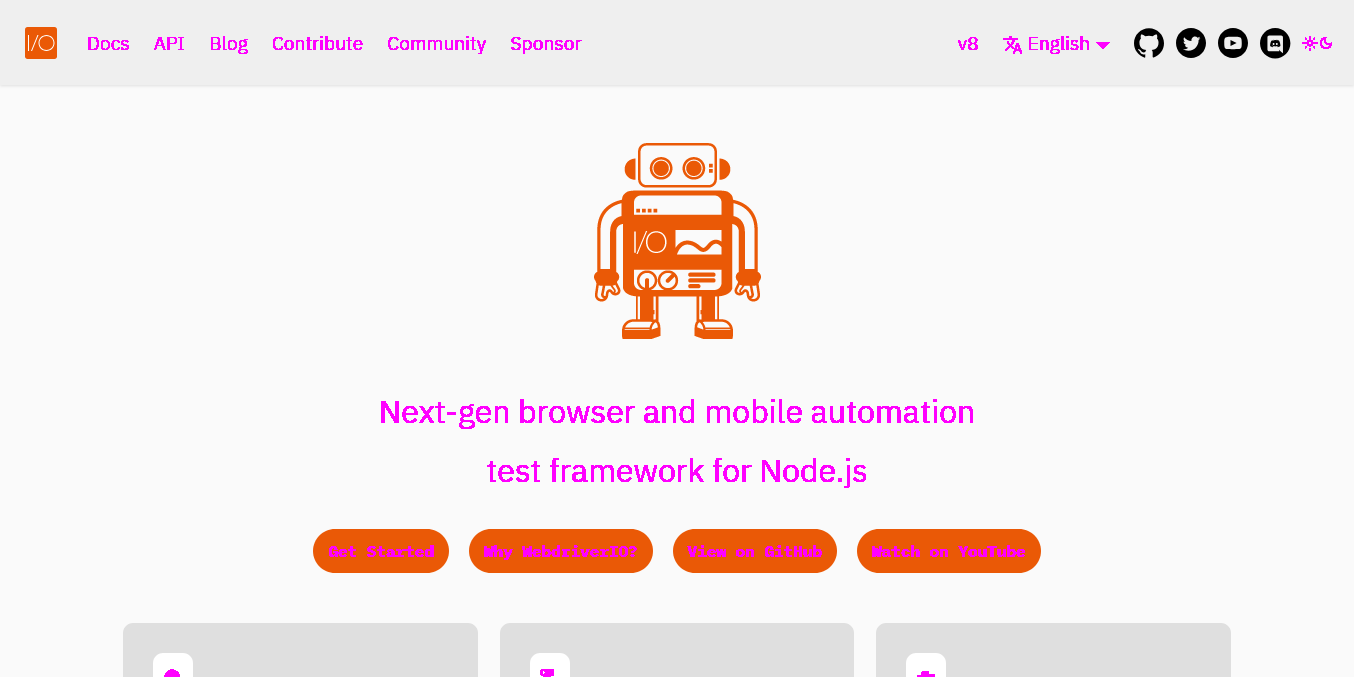 I/O
Docs API Blog Contribute Community Sponsor
v8 English
I/O
Next-gen browser and mobile automation
test framework for Node.js
Get Started Why WebdriverIO? View on GitHub Watch on YouTube